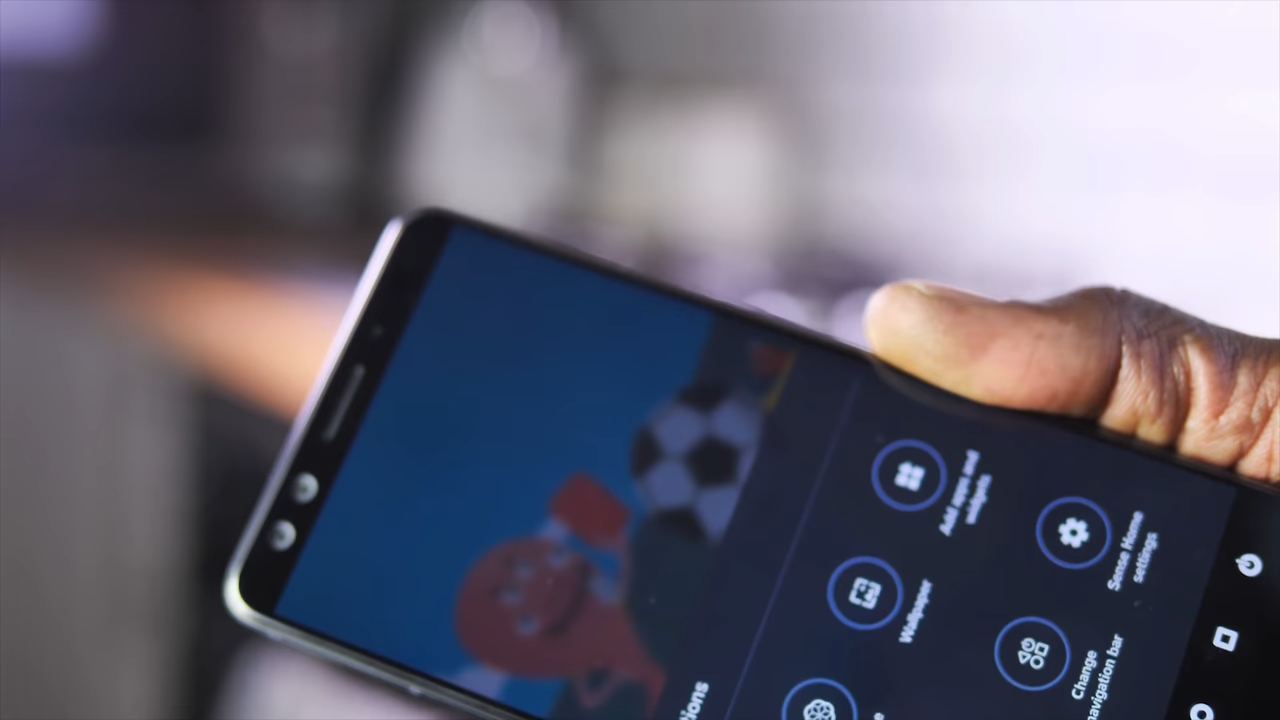 Add apps and
widgets
Sense Home
settings
Wallpaper
Change
navigation bar